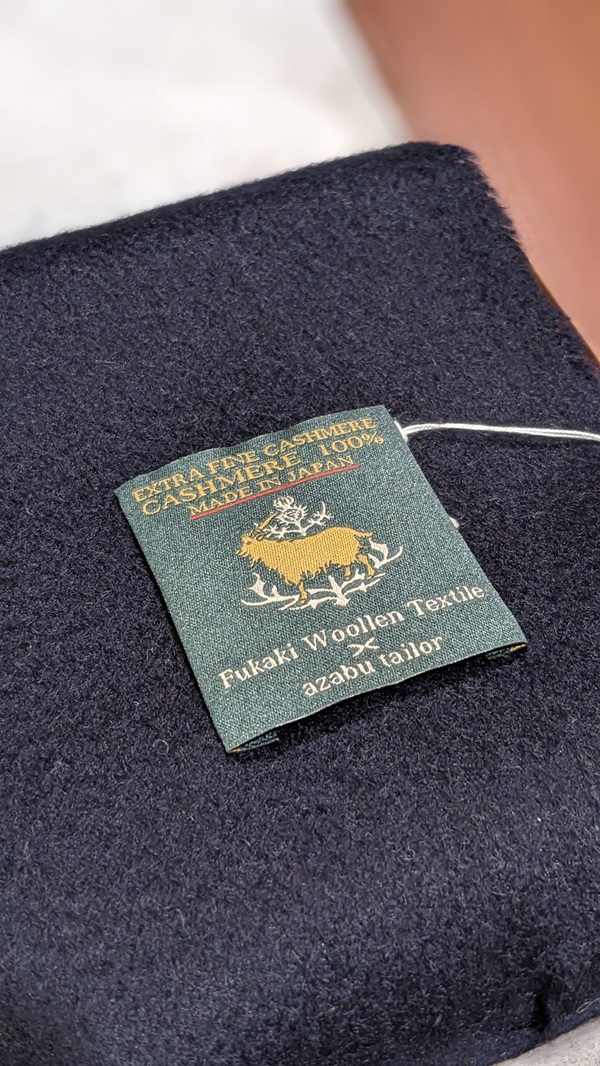 EXTRA FINE CASHMERE
CASHMERE 100%
MADE IN JAPAN
Fukaki Woollen Textile
×
azabu tailor